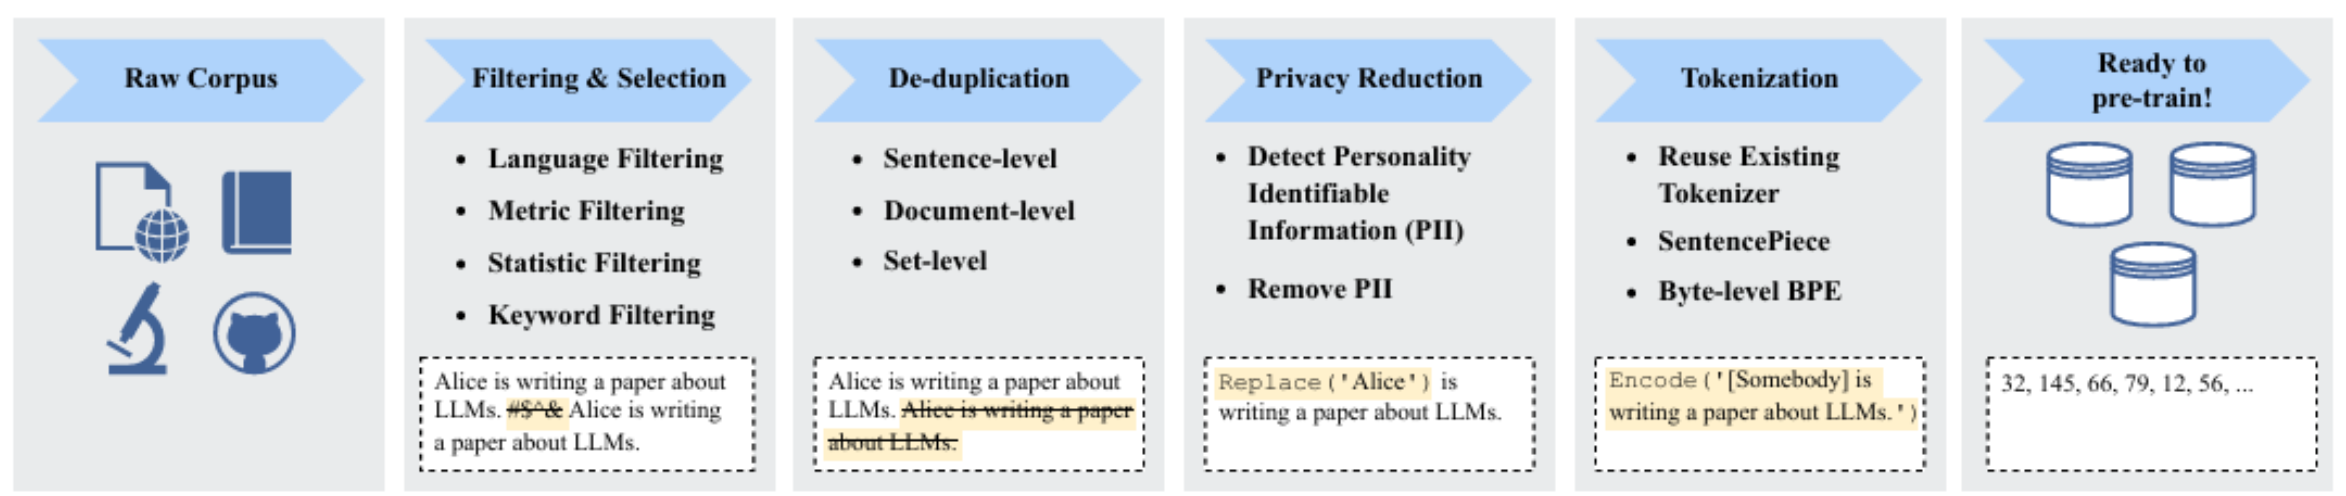 Raw Corpus
Filtering & Selection
• Language Filtering
• Metric Filtering
• Statistic Filtering
• Keyword Filtering
Alice is writing a paper about
LLMs. #$^& Alice is writing
a paper about LLMs.
De-duplication
• Sentence-level
• Document-level
• Set-level
Alice is writing a paper about
LLMs. Alice is writing a paper
about LLMs.
Privacy Reduction
• Detect Personality
Identifiable
Information (PII)
• Remove PII
Replace('Alice') is
writing a paper about LLMs.
Tokenization
• Reuse Existing
Tokenizer
• SentencePiece
• Byte-level BPE
Encode('[Somebody] is
writing a paper about LLMs.')
Ready to
pre-train!
32, 145, 66, 79, 12, 56, ...